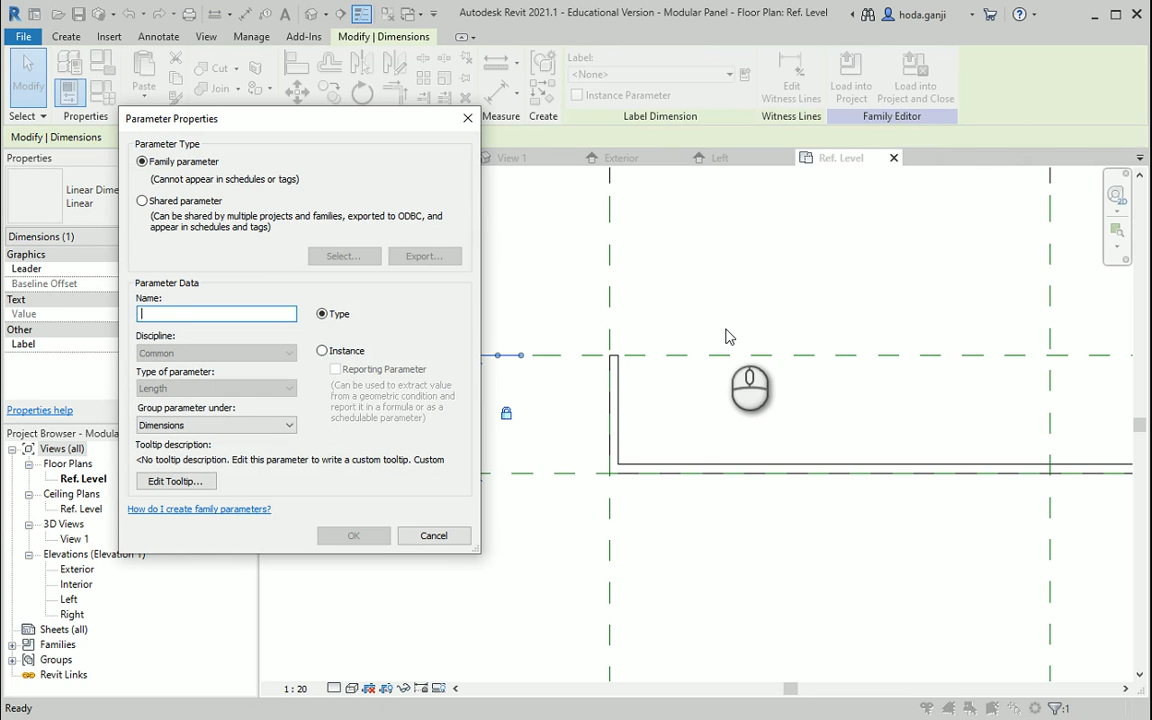 Autodesk Revit 2021.1 - Educational Version - Modular Panel - Floor Plan: Ref. Level
hoda.ganji
File Create Insert Annotate View Manage Add-Ins Modify | Dimensions
Modify
Paste
Cut
Join
Label:
<None>
Instance Parameter
Edit
Witness Lines
Load into
Project
Load into
Project and Close
Select Properties Measure Create Label Dimension Witness Lines Family Editor
Modify | Dimensions
Properties
Linear Dime
Linear
Dimensions (1)
Graphics
Leader
Baseline Offset
Text
Value
Other
Label
Properties help
Project Browser - Modula
Views (all)
Floor Plans
Ref. Level
Ceiling Plans
Ref. Level
3D Views
View 1
Elevations (Elevation 1)
Exterior
Interior
Left
Right
Sheets (all)
Families
Groups
Revit Links
Parameter Properties
Parameter Type
Family parameter
(Cannot appear in schedules or tags)
Shared parameter
(Can be shared by multiple projects and families, exported to ODBC, and
appear in schedules and tags)
Select...
Export...
Parameter Data
Name:
Type
Discipline:
Common
Instance
Reporting Parameter
Type of parameter:
Length
(Can be used to extract value
from a geometric condition and
report it in a formula or as a
schedulable parameter)
Group parameter under:
Dimensions
Tooltip description:
<No tooltip description. Edit this parameter to write a custom tooltip. Custom
Edit Tooltip...
How do I create family parameters?
OK
Cancel
View 1
Exterior
Left
Ref. Level
2D
1 : 20
Ready
:1